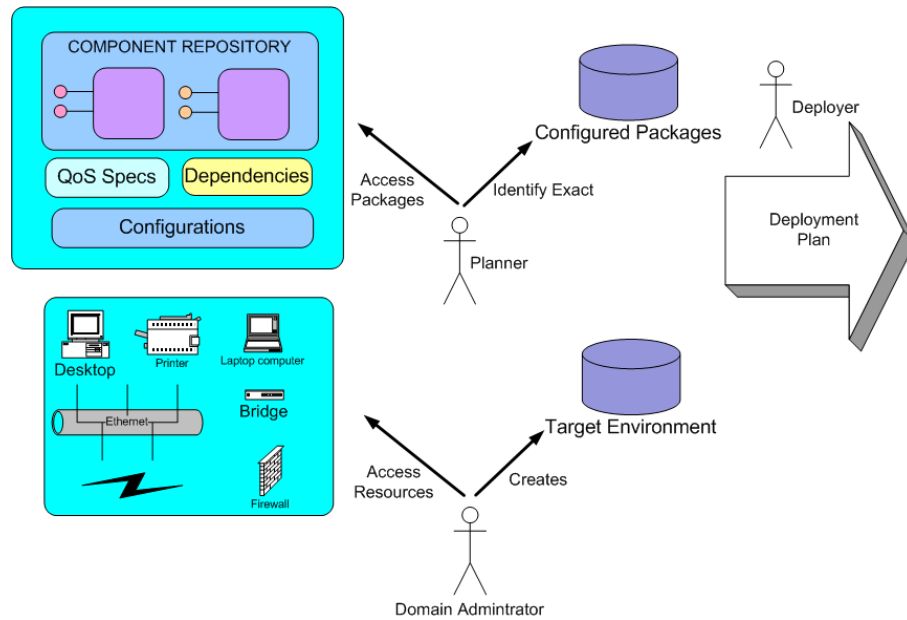 COMPONENT REPOSITORY
QoS Specs
Dependencies
Configurations
Access
Packages
Identify Exact
Planner
Configured Packages
Deployer
Deployment
Plan
Desktop
Printer
Laptop computer
Ethernet
Bridge
Firewall
Access
Resources
Creates
Target Environment
Domain Admintrator